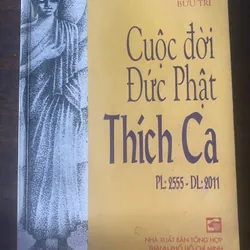 BỬU TRÍ
Cuộc đời
Đức Phật
Thích Ca
PL: 2555 - DL: 2011
NHÀ XUẤT BẢN TỔNG HỢP
THÀNH PHỐ HỒ CHÍ MINH